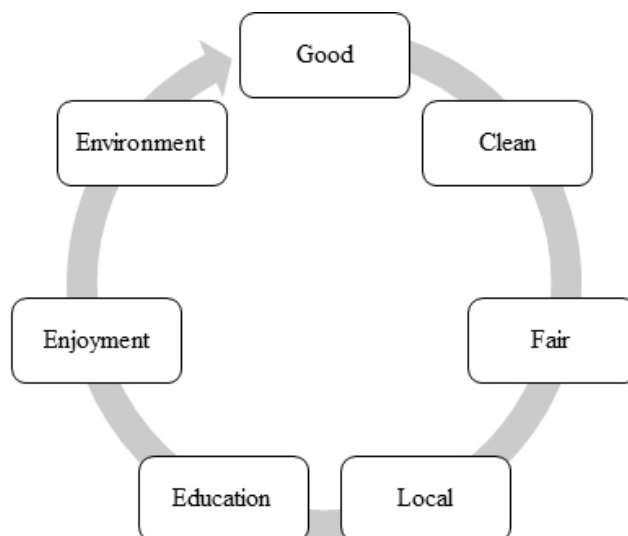 Good
Clean
Fair
Local
Education
Enjoyment
Environment